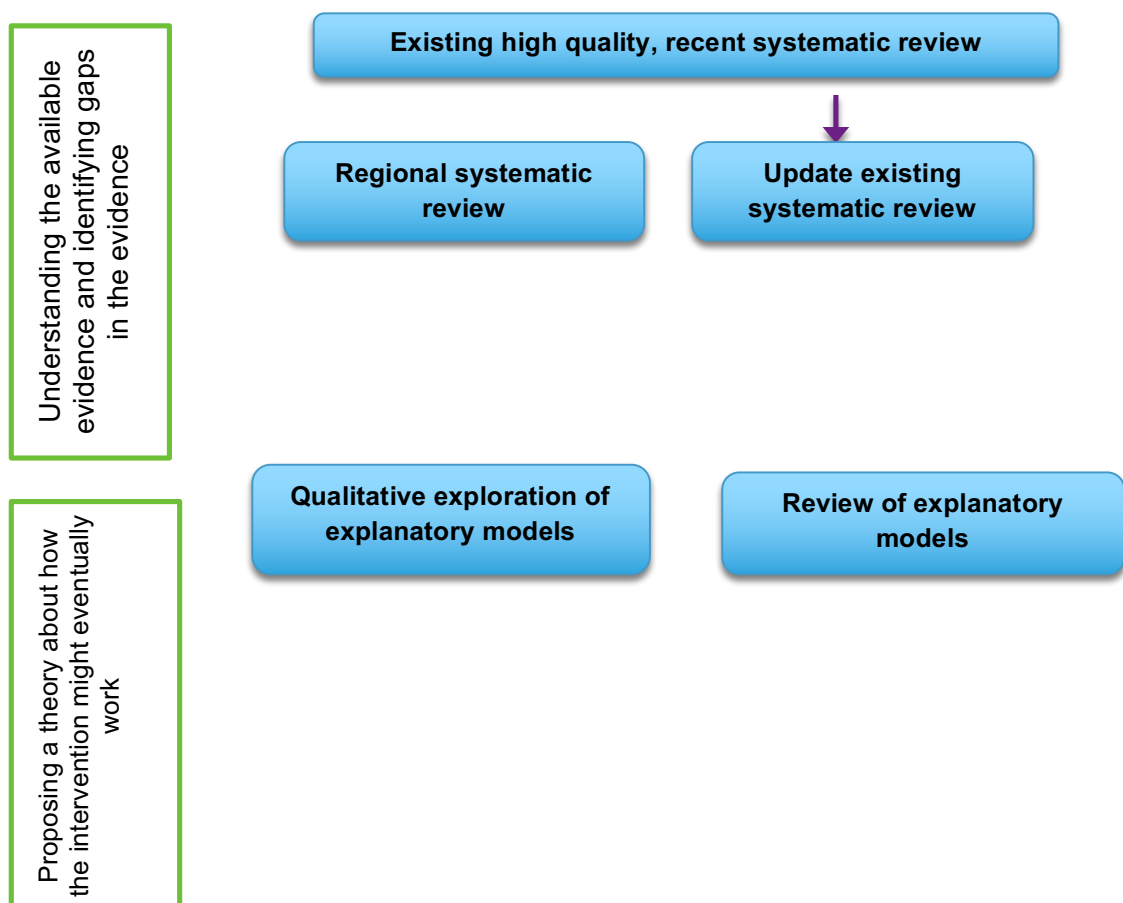 Understanding the available
evidence and identifying gaps
in the evidence
Existing high quality, recent systematic review
Regional systematic
review
Update existing
systematic review
Proposing a theory about how
the intervention might eventually
work
Qualitative exploration of
explanatory models
Review of explanatory
models